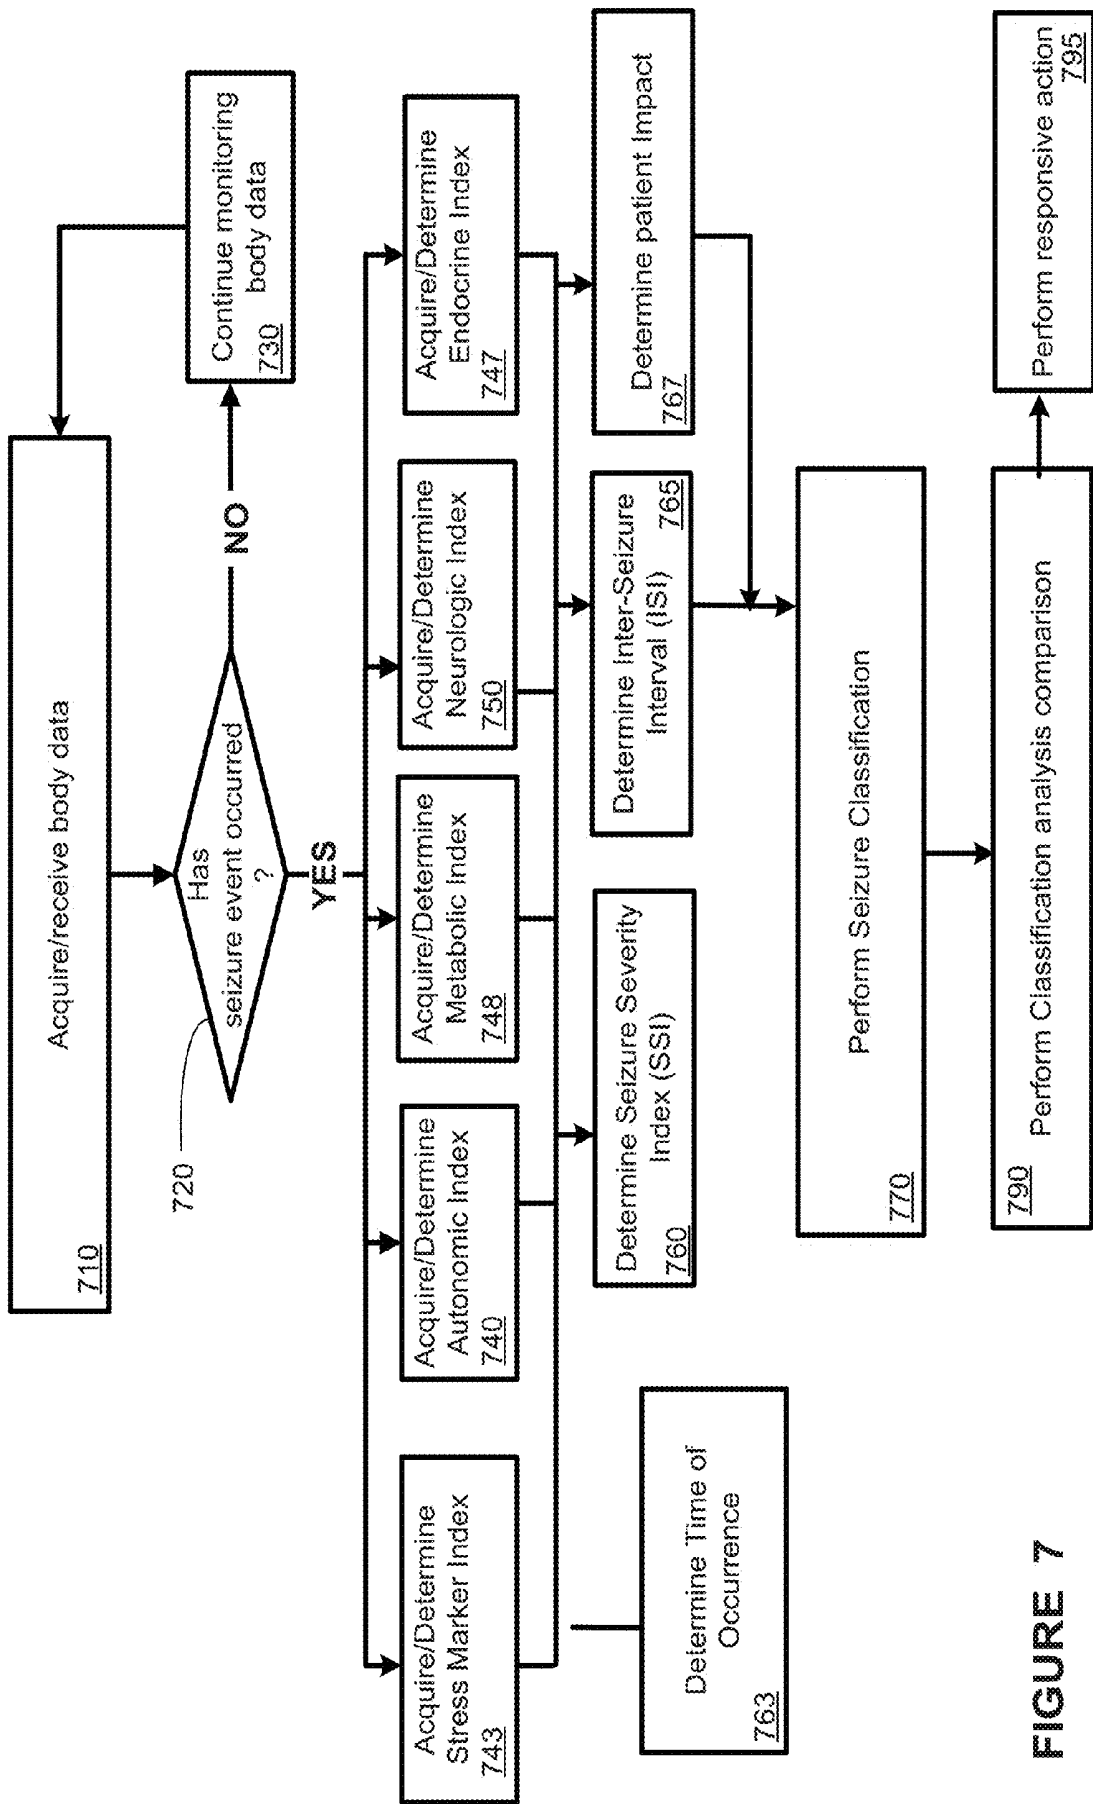 Acquire/receive body data
710
Has
seizure event occurred
?
720
NO
YES
Continue monitoring
body data
730
Acquire/Determine
Stress Marker Index
743
Acquire/Determine
Autonomic Index
740
Acquire/Determine
Metabolic Index
748
Acquire/Determine
Neurologic Index
750
Acquire/Determine
Endocrine Index
747
Determine Time of
Occurrence
763
Determine Seizure Severity
Index (SSI)
760
Determine Inter-Seizure
Interval (ISI)
765
Determine patient Impact
767
Perform Seizure Classification
770
Perform Classification analysis comparison
790
Perform responsive action
795
FIGURE 7